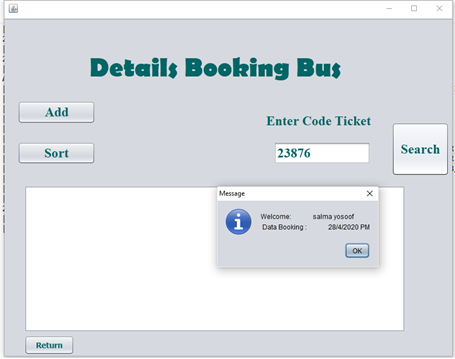 Details Booking Bus
Add
Enter Code Ticket
Sort
23876
Search
Message
Welcome: salma yosoof
Data Booking : 28/4/2020 PM
OK
Return